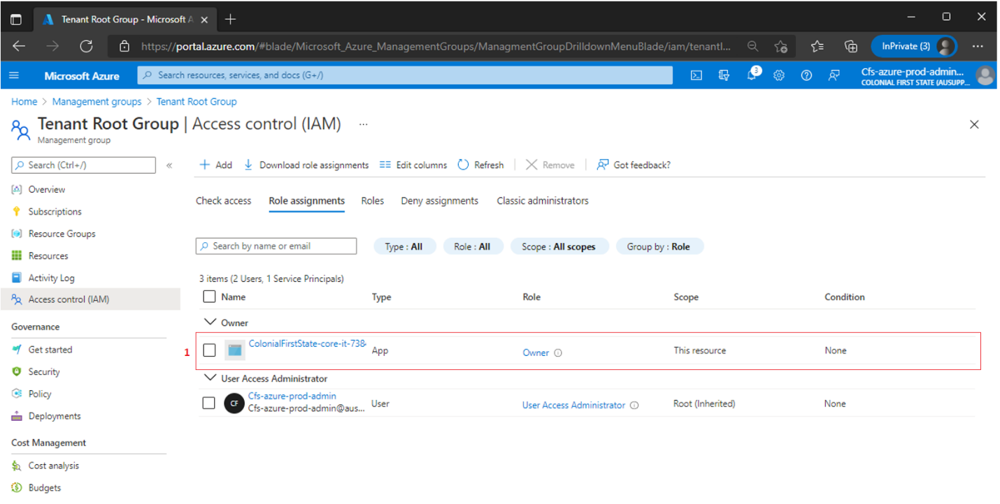 Tenant Root Group - Microsoft A
https://portal.azure.com/#blade/Microsoft_Azure_ManagementGroups/ManagmentGroupDrilldownMenuBlade/iam/tenantI...
InPrivate (3)
Microsoft Azure
Search resources, services, and docs (G+/)
3
Cfs-azure-prod-admin...
COLONIAL FIRST STATE (AUSUPP...
Home > Management groups > Tenant Root Group
Tenant Root Group | Access control (IAM) ...
Management group
Search (Ctrl+/)
«
Add
Download role assignments
Edit columns
Refresh
Remove
Got feedback?
Overview
Subscriptions
Resource Groups
Resources
Activity Log
Access control (IAM)
Governance
Get started
Security
Policy
Deployments
Cost Management
Cost analysis
Budgets
Check access
Role assignments
Roles
Deny assignments
Classic administrators
Search by name or email
Type : All
Role : All
Scope : All scopes
Group by : Role
3 items (2 Users, 1 Service Principals)
Name Type Role Scope Condition
Owner
1
ColonialFirstState-core-it-738 App Owner This resource None
User Access Administrator
Cfs-azure-prod-admin
Cfs-azure-prod-admin@aus... User User Access Administrator Root (Inherited) None